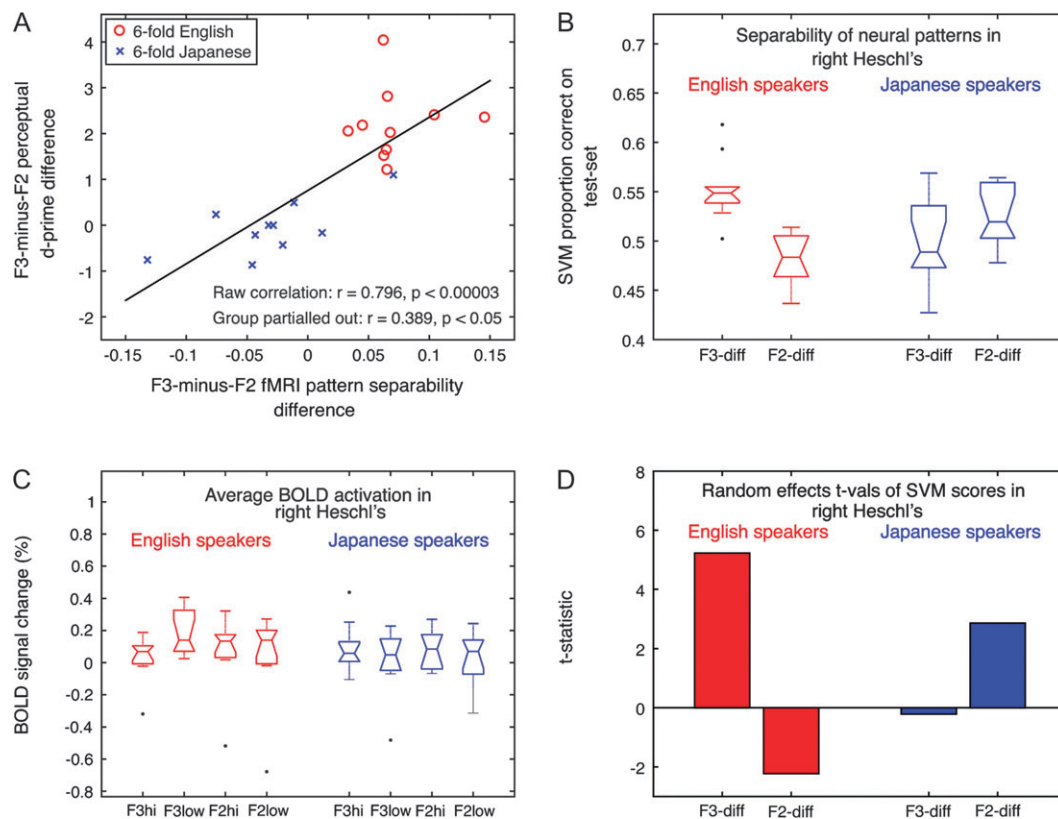 A
6-fold English
6-fold Japanese
F3-minus-F2 perceptual
d-prime difference
4
3
2
1
0
-1
-2
Raw correlation: r = 0.796, p < 0.00003
Group partialled out: r = 0.389, p < 0.05
-0.15 -0.1 -0.05 0 0.05 0.1 0.15
F3-minus-F2 fMRI pattern separability
difference
B
Separability of neural patterns in
right Heschl's
English speakers Japanese speakers
SVM proportion correct on
test-set
0.7
0.65
0.6
0.55
0.5
0.45
0.4
F3-diff F2-diff F3-diff F2-diff
C
Average BOLD activation in
right Heschl's
English speakers Japanese speakers
BOLD signal change (%)
1
0.8
0.6
0.4
0.2
0
-0.2
-0.4
-0.6
-0.8
F3hi F3low F2hi F2low F3hi F3low F2hi F2low
D
Random effects t-vals of SVM scores in
right Heschl's
English speakers Japanese speakers
t-statistic
8
6
4
2
0
-2
F3-diff F2-diff F3-diff F2-diff